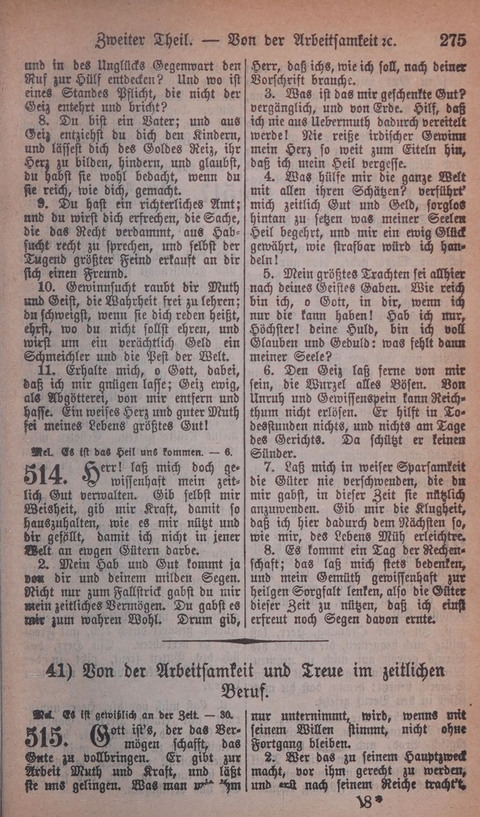 Zweiter Theil. — Von der Arbeitsamkeit ꝛc. 275
und in des Unglücks Gegenwart den
Ruf zur Hülf entdecken? Und wo ist
eines Standes Pflicht, die nicht der
Geiz entehrt und bricht?
8. Du bist ein Vater; und aus
Geiz entziehst du dich den Kindern,
und lässest dich des Goldes Reiz, ihr
Herz zu bilden, hindern, und glaubst,
du habst sie wohl bedacht, wenn du
sie reich, wie dich, gemacht.
9. Du hast ein richterliches Amt;
und du wirst dich erfrechen, die Sache,
die das Recht verdammt, aus Hab-
sucht recht zu sprechen, und selbst der
Tugend größter Feind erkauft an dir
sich einen Freund.
10. Gewinnsucht raubt dir Muth
und Geist, die Wahrheit frei zu lehren;
du schweigst, wenn sie dich reden heißt,
ehrst, wo du nicht sollst ehren, und
wirst um ein verächtlich Geld ein
Schmeichler und die Pest der Welt.
11. Erhalte mich, o Gott, dabei,
daß ich mir gnügen lasse; Geiz ewig,
als Abgötterei, von mir entfern und
hasse. Ein weises Herz und guter Muth
sei meines Lebens größtes Gut!
Mel. Es ist das Heil uns kommen. — 6.
514. Herr! laß mich doch ge-
wissenhaft mein zeit-
lich Gut verwalten. Gib selbst mir
Weisheit, gib mir Kraft, damit so
hauszuhalten, wie es mir nützt und
dir gefällt, damit ich nicht in jener
Welt an ewgen Gütern darbe.
2. Mein Hab und Gut kommt ja
von dir und deinem milden Segen.
Nicht nur zum Fallstrick gabst du mir
mein zeitliches Vermögen. Du gabst es
mir zum wahren Wohl. Drum gib,
Herr, daß ichs, wie ich soll, nach deiner
Vorschrift brauche.
3. Was ist das mir geschenkte Gut?
vergänglich, und von Erde. Hilf, daß
ich nie aus Uebermuth dadurch vereitelt
werde! Nie reiße irdischer Gewinn
mein Herz so weit zum Eiteln hin,
daß ich mein Heil vergesse.
4. Was hülfe mir die ganze Welt
mit allen ihren Schätzen? verführt'
mich zeitlich Gut und Geld, sorglos
hintan zu setzen was meiner Seelen
Heil begehrt, und mir ein ewig Glück
gewährt, wie strafbar würd ich han-
deln!
5. Mein größtes Trachten sei allhier
nach deines Geistes Gaben. Wie reich
bin ich, o Gott, in dir, wenn ich
nur die kann haben! Hab ich nur,
Höchster! deine Huld, bin ich voll
Glauben und Geduld: was fehlt dann
meiner Seele?
6. Den Geiz laß ferne von mir
sein, die Wurzel alles Bösen. Von
Unruh und Gewissenspein kann Reich-
thum nicht erlösen. Er hilft in To-
desstunden nicht, und nichts am Tage
des Gerichts. Da schützt er keinen
Sünder.
7. Laß mich in weiser Sparsamkeit
die Güter nie verschwenden, die du
mir gabst, in dieser Zeit sie nützlich
anzuwenden. Gib mir die Klugheit,
daß ich hier dadurch dem Nächsten so,
wie mir, des Lebens Müh erleichtre.
8. Es kommt ein Tag der Rechen-
schaft; das laß mich stets bedenken,
und mein Gemüth gewissenhaft zur
heiligen Sorgfalt lenken, also die Güter
dieser Zeit zu nützen, daß ich einst
erfreut noch Segen davon ernte.
41) Von der Arbeitsamkeit und Treue im zeitlichen
Beruf.
Mel. Es ist gewißlich an der Zeit. — 30.
515. Gott ist's, der das Ver-
mögen schafft, das
Gute zu vollbringen. Er gibt zur
Arbeit Muth und Kraft, und läßt
sie uns gelingen. Was man mit ihm
nur unternimmt, wird, wenns mit
seinem Willen stimmt, nicht ohne
Fortgang bleiben.
2. Wer das zu seinem Hauptzweck
macht, vor ihm gerecht zu werden,
und erst nach seinem Reiche tracht't,
18*